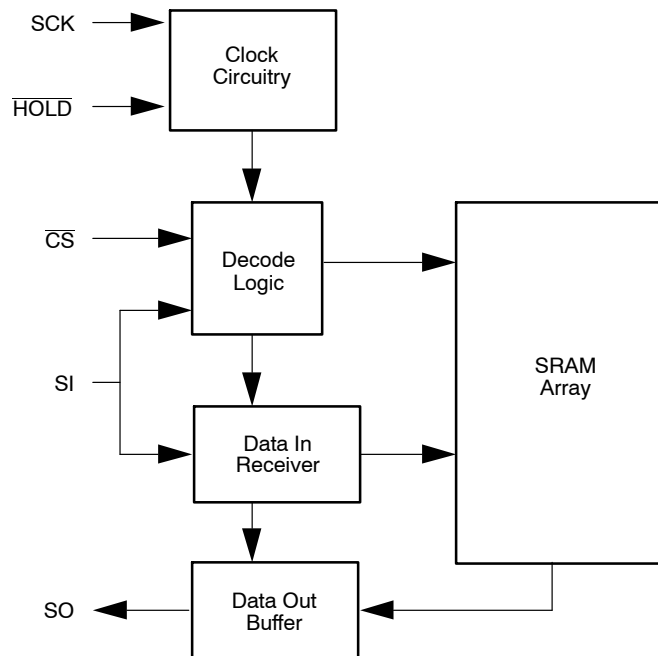 SCK
Clock
Circuitry
HOLD
CS
Decode
Logic
SI
SRAM
Array
Data In
Receiver
SO
Data Out
Buffer